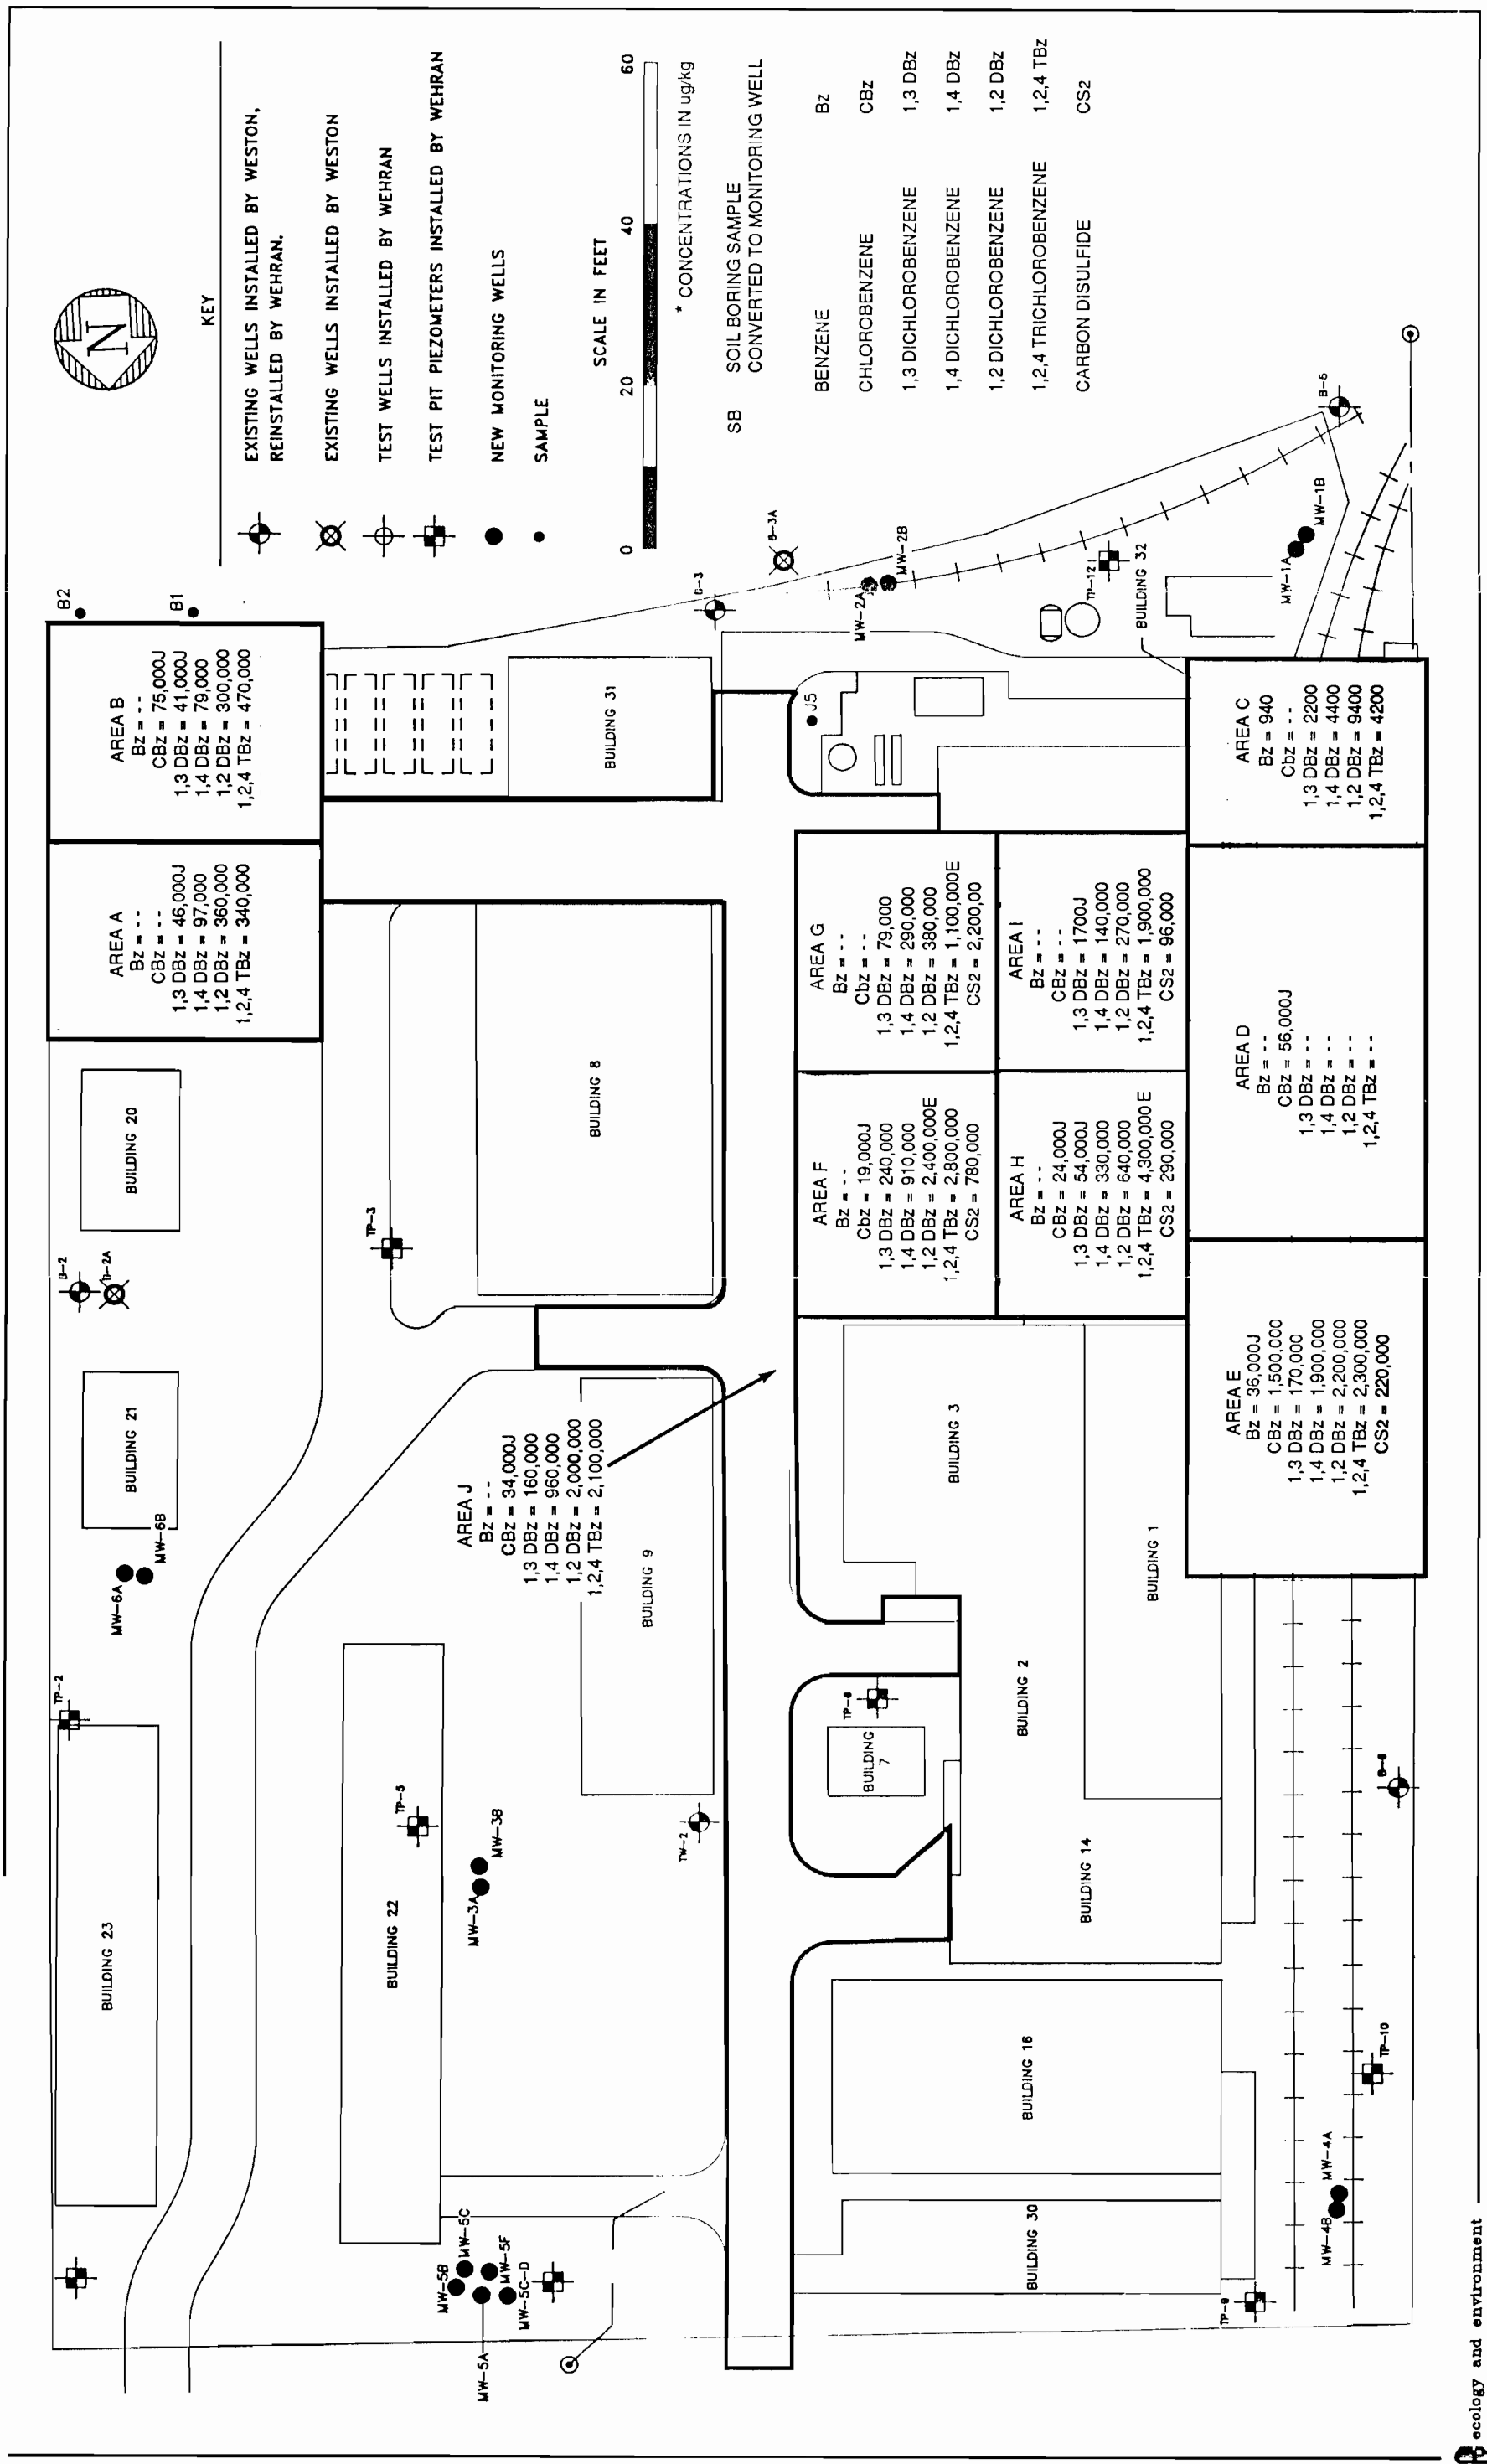 KEY
EXISTING WELLS INSTALLED BY WESTON,
REINSTALLED BY WEHRAN.
EXISTING WELLS INSTALLED BY WESTON
TEST WELLS INSTALLED BY WEHRAN
TEST PIT PIEZOMETERS INSTALLED BY WEHRAN
NEW MONITORING WELLS
SAMPLE
SCALE IN FEET
0 20 40 60
* CONCENTRATIONS IN ug/kg
SB SOIL BORING SAMPLE
CONVERTED TO MONITORING WELL
BENZENE Bz
CHLOROBENZENE CBz
1,3 DICHLOROBENZENE 1,3 DBz
1,4 DICHLOROBENZENE 1,4 DBz
1,2 DICHLOROBENZENE 1,2 DBz
1,2,4 TRICHLOROBENZENE 1,2,4 TBz
CARBON DISULFIDE CS2
N
B2
B1
AREA B
Bz = --
CBz = 75,000J
1,3 DBz = 41,000J
1,4 DBz = 79,000
1,2 DBz = 300,000
1,2,4 TBz = 470,000
AREA A
Bz = --
CBz = --
1,3 DBz = 46,000J
1,4 DBz = 97,000
1,2 DBz = 360,000
1,2,4 TBz = 340,000
BUILDING 20
B-2
B-2A
BUILDING 21
MW-6A
MW-6B
TP-2
BUILDING 23
TP-3
BUILDING 8
BUILDING 31
B-3
B-3A
MW-2A
MW-2B
J5
TP-12
BUILDING 32
B-5
MW-1A
MW-1B
AREA C
Bz = 940
Cbz = --
1,3 DBz = 2200
1,4 DBz = 4400
1,2 DBz = 9400
1,2,4 TBz = 4200
AREA G
Bz = --
Cbz = --
1,3 DBz = 79,000
1,4 DBz = 290,000
1,2 DBz = 380,000
1,2,4 TBz = 1,100,000E
CS2 = 2,200,00
AREA I
Bz = --
CBz = --
1,3 DBz = 1700J
1,4 DBz = 140,000
1,2 DBz = 270,000
1,2,4 TBz = 1,900,000
CS2 = 96,000
AREA F
Bz = --
Cbz = 19,000J
1,3 DBz = 240,000
1,4 DBz = 910,000
1,2 DBz = 2,400,000E
1,2,4 TBz = 2,800,000
CS2 = 780,000
AREA H
Bz = --
CBz = 24,000J
1,3 DBz = 54,000J
1,4 DBz = 330,000
1,2 DBz = 640,000
1,2,4 TBz = 4,300,000 E
CS2 = 290,000
AREA D
Bz = --
CBz = 56,000J
1,3 DBz = --
1,4 DBz = --
1,2 DBz = --
1,2,4 TBz = --
AREA E
Bz = 36,000J
CBz = 1,500,000
1,3 DBz = 170,000
1,4 DBz = 1,900,000
1,2 DBz = 2,200,000
1,2,4 TBz = 2,300,000
CS2 = 220,000
AREA J
Bz = --
CBz = 34,000J
1,3 DBz = 160,000
1,4 DBz = 960,000
1,2 DBz = 2,000,000
1,2,4 TBz = 2,100,000
BUILDING 9
BUILDING 3
BUILDING 1
BUILDING 2
TP-6
BUILDING
7
BUILDING 14
TW-2
TP-5
BUILDING 22
MW-3A
MW-3B
B-6
BUILDING 16
BUILDING 30
TP-10
MW-4A
MW-4B
TP-9
MW-5B
MW-5C
MW-5F
MW-5C-D
MW-5A
ecology and environment